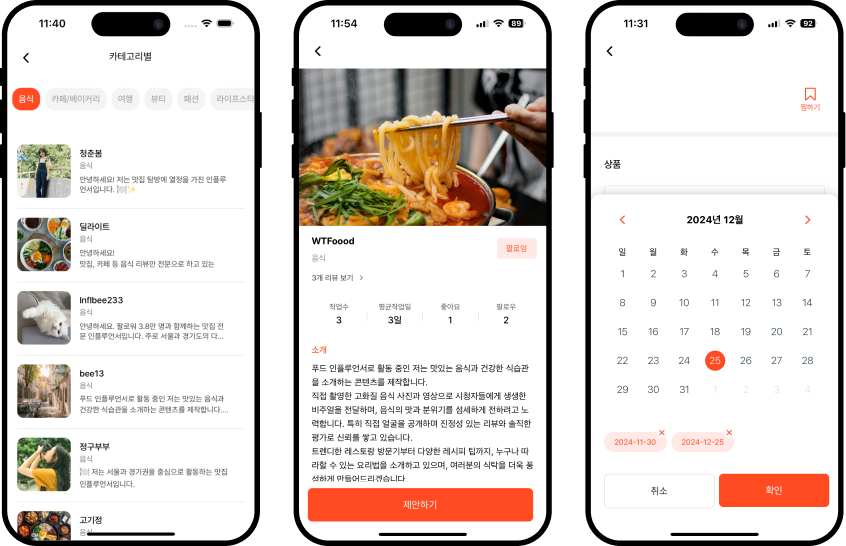 11:40
카테고리별
음식
카페/베이커리
여행
뷰티
패션
라이프스타
청춘봄
음식
안녕하세요! 저는 맛집 탐방에 열정을 가진 인플루
언서입니다. 🍽️✨
딜라이트
음식
안녕하세요!
맛집, 카페 등 음식 리뷰만 전문으로 하고 있는
Inflbee233
음식
안녕하세요. 팔로워 3.8만 명과 함께하는 맛집 전
문 인플루언서입니다. 주로 서울과 경기도의 다...
bee13
음식
푸드 인플루언서로 활동 중인 저는 맛있는 음식과
건강한 식습관을 소개하는 콘텐츠를 제작합니다....
정구부부
음식
🍽️ 저는 서울과 경기권을 중심으로 활동하는 맛집
인플루언서입니다.
고기정
음식
11:54
89
WTFoood
팔로잉
음식
3개 리뷰 보기 >
작업수 평균작업일 좋아요 팔로우
3 3일 1 2
소개
푸드 인플루언서로 활동 중인 저는 맛있는 음식과 건강한 식습관
을 소개하는 콘텐츠를 제작합니다.
직접 촬영한 고화질 음식 사진과 영상으로 시청자들에게 생생한
비주얼을 전달하며, 음식의 맛과 분위기를 섬세하게 전하려고 노
력합니다. 특히 직접 얼굴을 공개하며 진정성 있는 리뷰와 솔직한
평가로 신뢰를 쌓고 있습니다.
트렌디한 레스토랑 방문기부터 다양한 레시피 팁까지, 누구나 따
라할 수 있는 요리법을 소개하고 있으며, 여러분의 식탁을 더욱 풍
성하게 만들어드리겠습니다
제안하기
11:31
92
찜하기
상품
2024년 12월
일 월 화 수 목 금 토
1 2 3 4 5 6 7
8 9 10 11 12 13 14
15 16 17 18 19 20 21
22 23 24 25 26 27 28
29 30 31 1 2 3 4
2024-11-30
2024-12-25
취소
확인